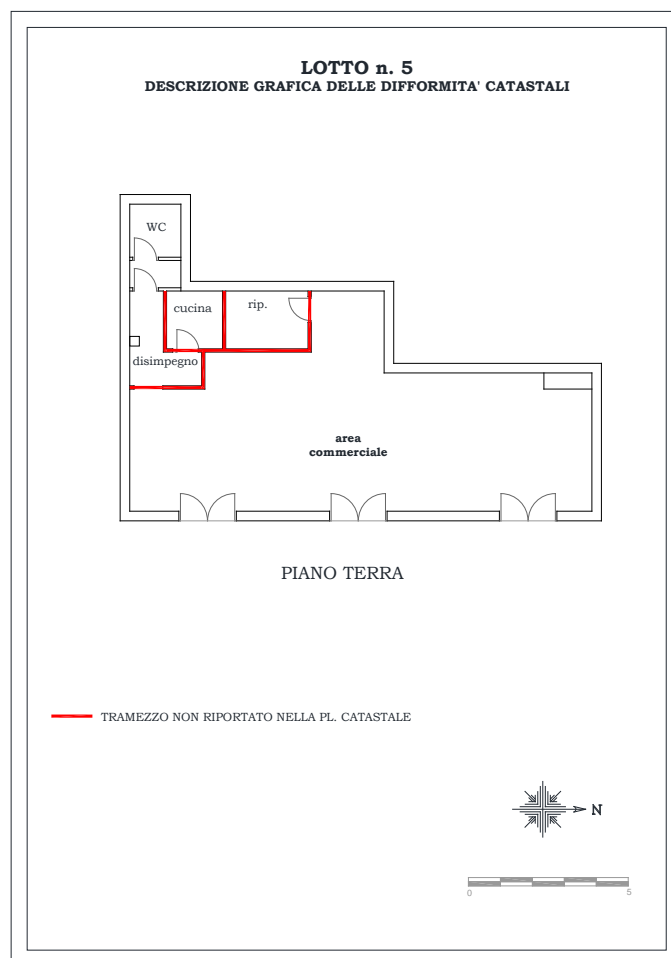 LOTTO n. 5
DESCRIZIONE GRAFICA DELLE DIFFORMITA' CATASTALI
WC
cucina
rip.
disimpegno
area
commerciale
PIANO TERRA
TRAMEZZO NON RIPORTATO NELLA PL. CATASTALE
N
0
5